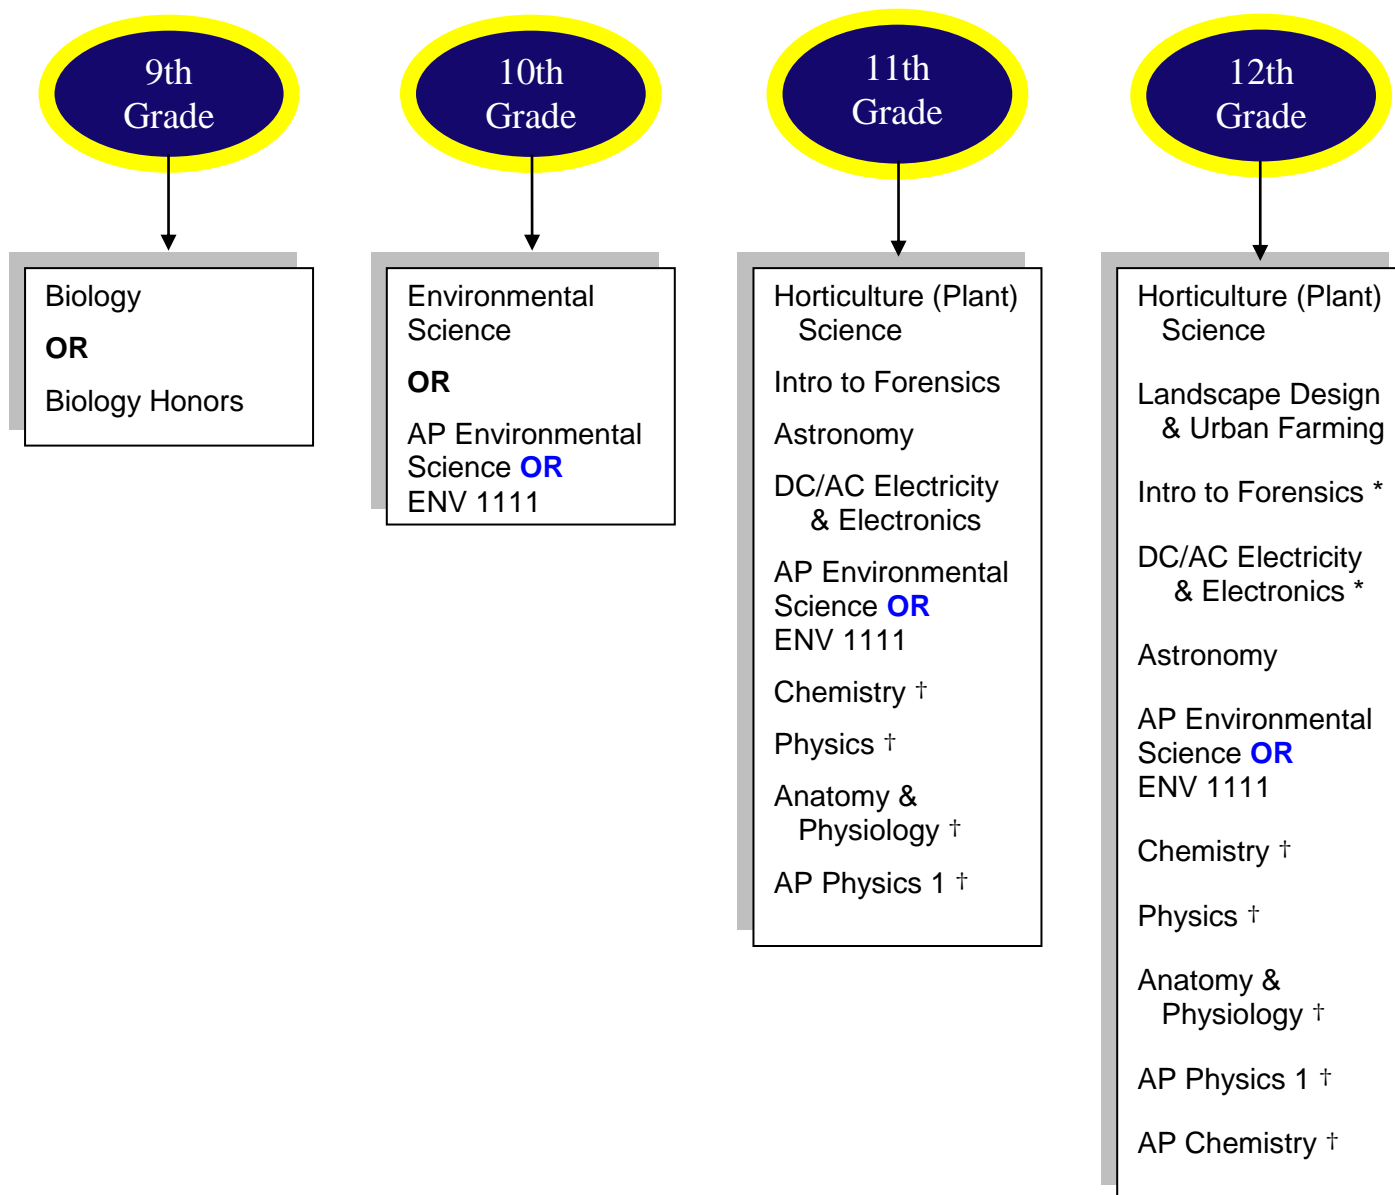 9th
Grade
Biology
OR
Biology Honors
10th
Grade
Environmental
Science
OR
AP Environmental
Science OR
ENV 1111
11th
Grade
Horticulture (Plant)
Science
Intro to Forensics
Astronomy
DC/AC Electricity
& Electronics
AP Environmental
Science OR
ENV 1111
Chemistry †
Physics †
Anatomy &
Physiology †
AP Physics 1 †
12th
Grade
Horticulture (Plant)
Science
Landscape Design
& Urban Farming
Intro to Forensics *
DC/AC Electricity
& Electronics *
Astronomy
AP Environmental
Science OR
ENV 1111
Chemistry †
Physics †
Anatomy &
Physiology †
AP Physics 1 †
AP Chemistry †